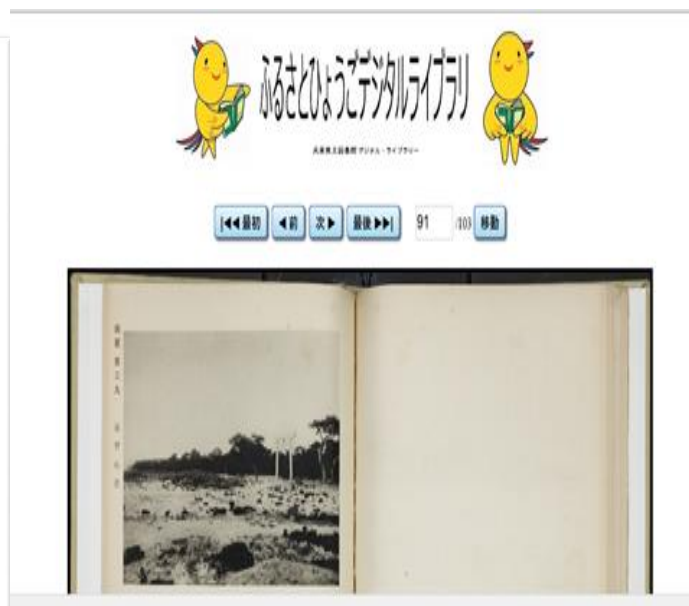 ふるさとひょうごデジタルライブラリ
兵庫県立図書館 デジタル・ライブラリー
|◀◀ 最初 ◀ 前 次 ▶ 最後 ▶▶| 91 /103 移動